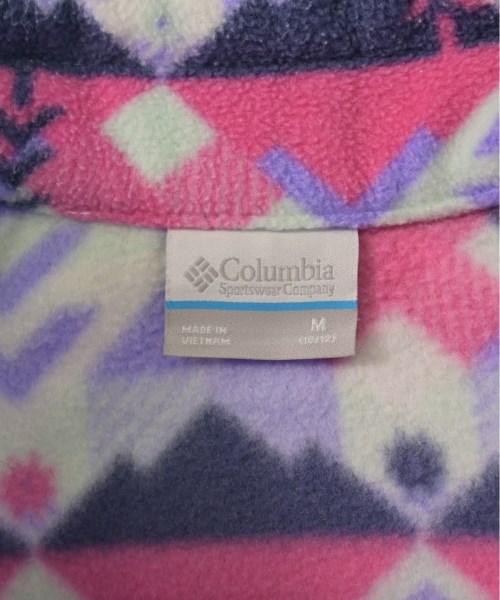 Columbia
Sportswear Company
MADE IN
VIETNAM
M
(10/12)